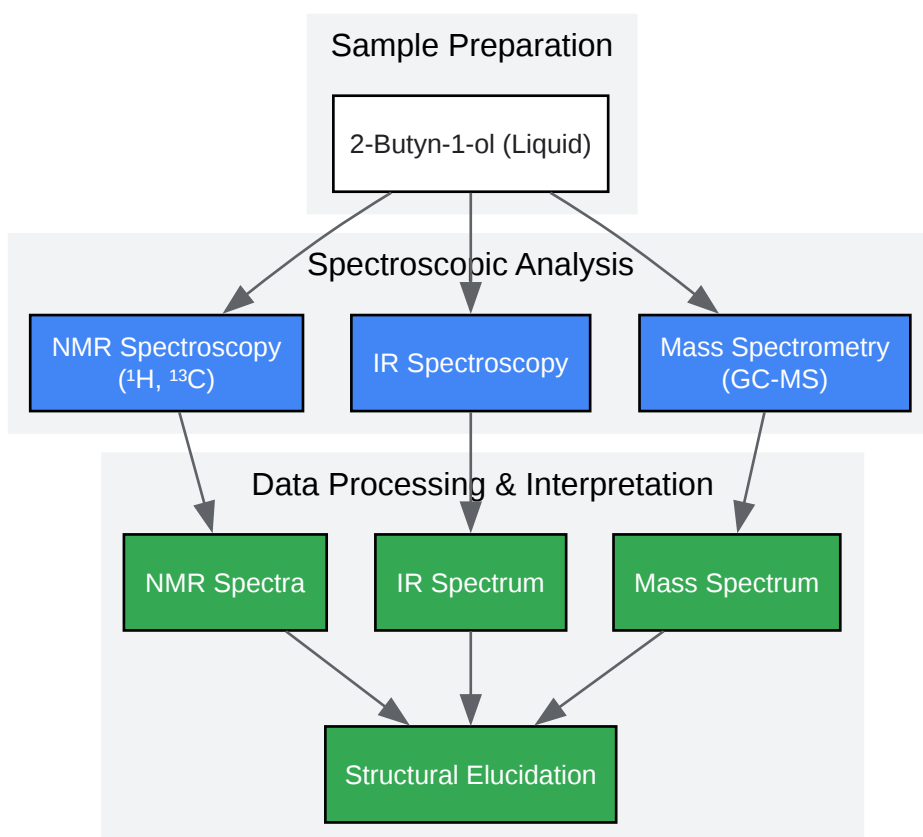 Sample Preparation
2-Butyn-1-ol (Liquid)
Spectroscopic Analysis
NMR Spectroscopy
(¹H, ¹³C)
IR Spectroscopy
Mass Spectrometry
(GC-MS)
Data Processing & Interpretation
NMR Spectra
IR Spectrum
Mass Spectrum
Structural Elucidation